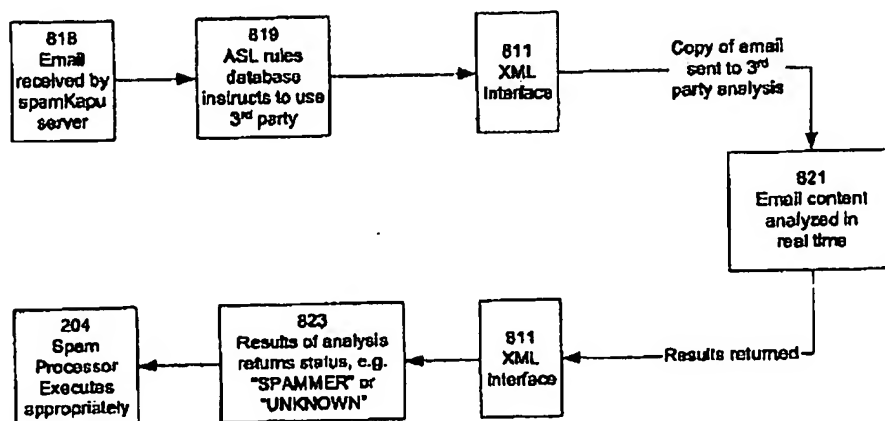 818
Email
received by
spamKapu
server
819
ASL rules
database
instructs to use
3rd party
811
XML
Interface
Copy of email
sent to 3rd
party analysis
821
Email content
analyzed in
real time
Results returned
811
XML
Interface
823
Results of analysis
returns status, e.g.
"SPAMMER" or
"UNKNOWN"
204
Spam
Processor
Executes
appropriately